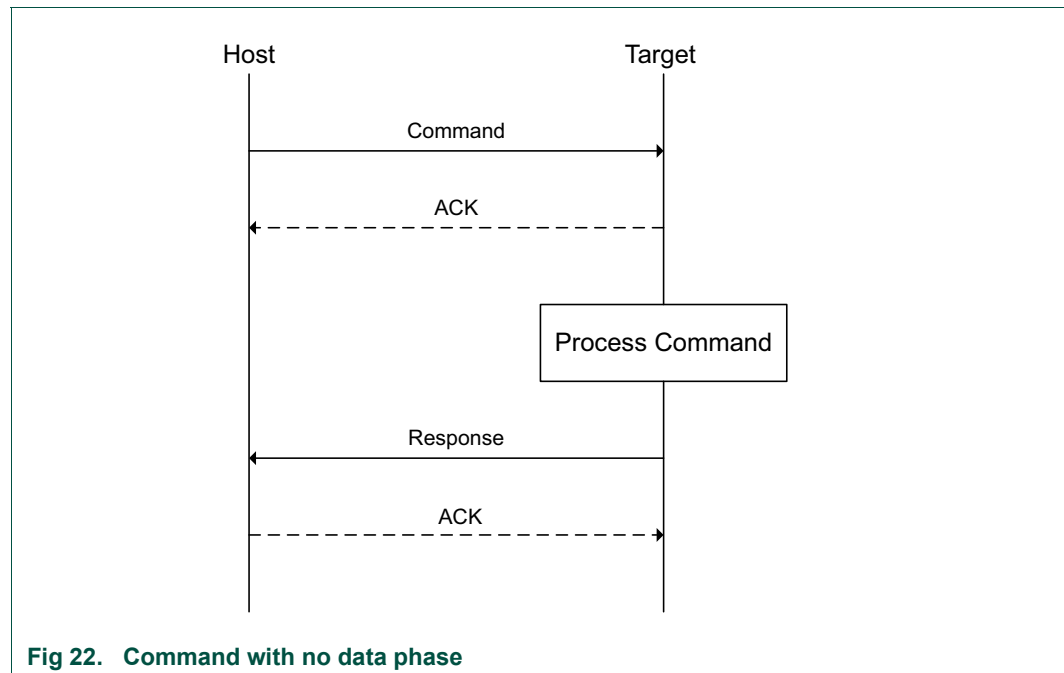 Host Target
Command
ACK
Process Command
Response
ACK
Fig 22. Command with no data phase